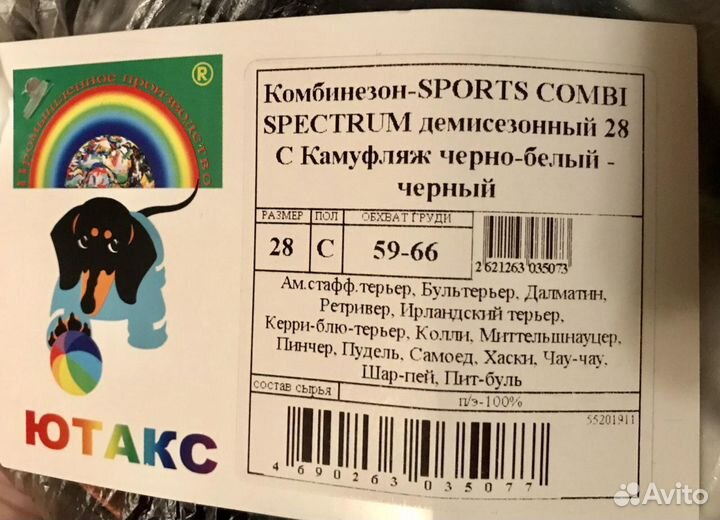 Промышленное производство
®
ЮТАКС
Комбинезон-SPORTS COMBI
SPECTRUM демисезонный 28
С Камуфляж черно-белый -
черный
РАЗМЕР ПОЛ ОБХВАТ ГРУДИ
28 С 59-66
2 621263 035073
Ам.стафф.терьер, Бультерьер, Далматин,
Ретривер, Ирландский терьер,
Керри-блю-терьер, Колли, Миттельшнауцер,
Пинчер, Пудель, Самоед, Хаски, Чау-чау,
Шар-пей, Пит-буль
состав сырья
п/э-100%
55201911
4 690263 035077
Avito